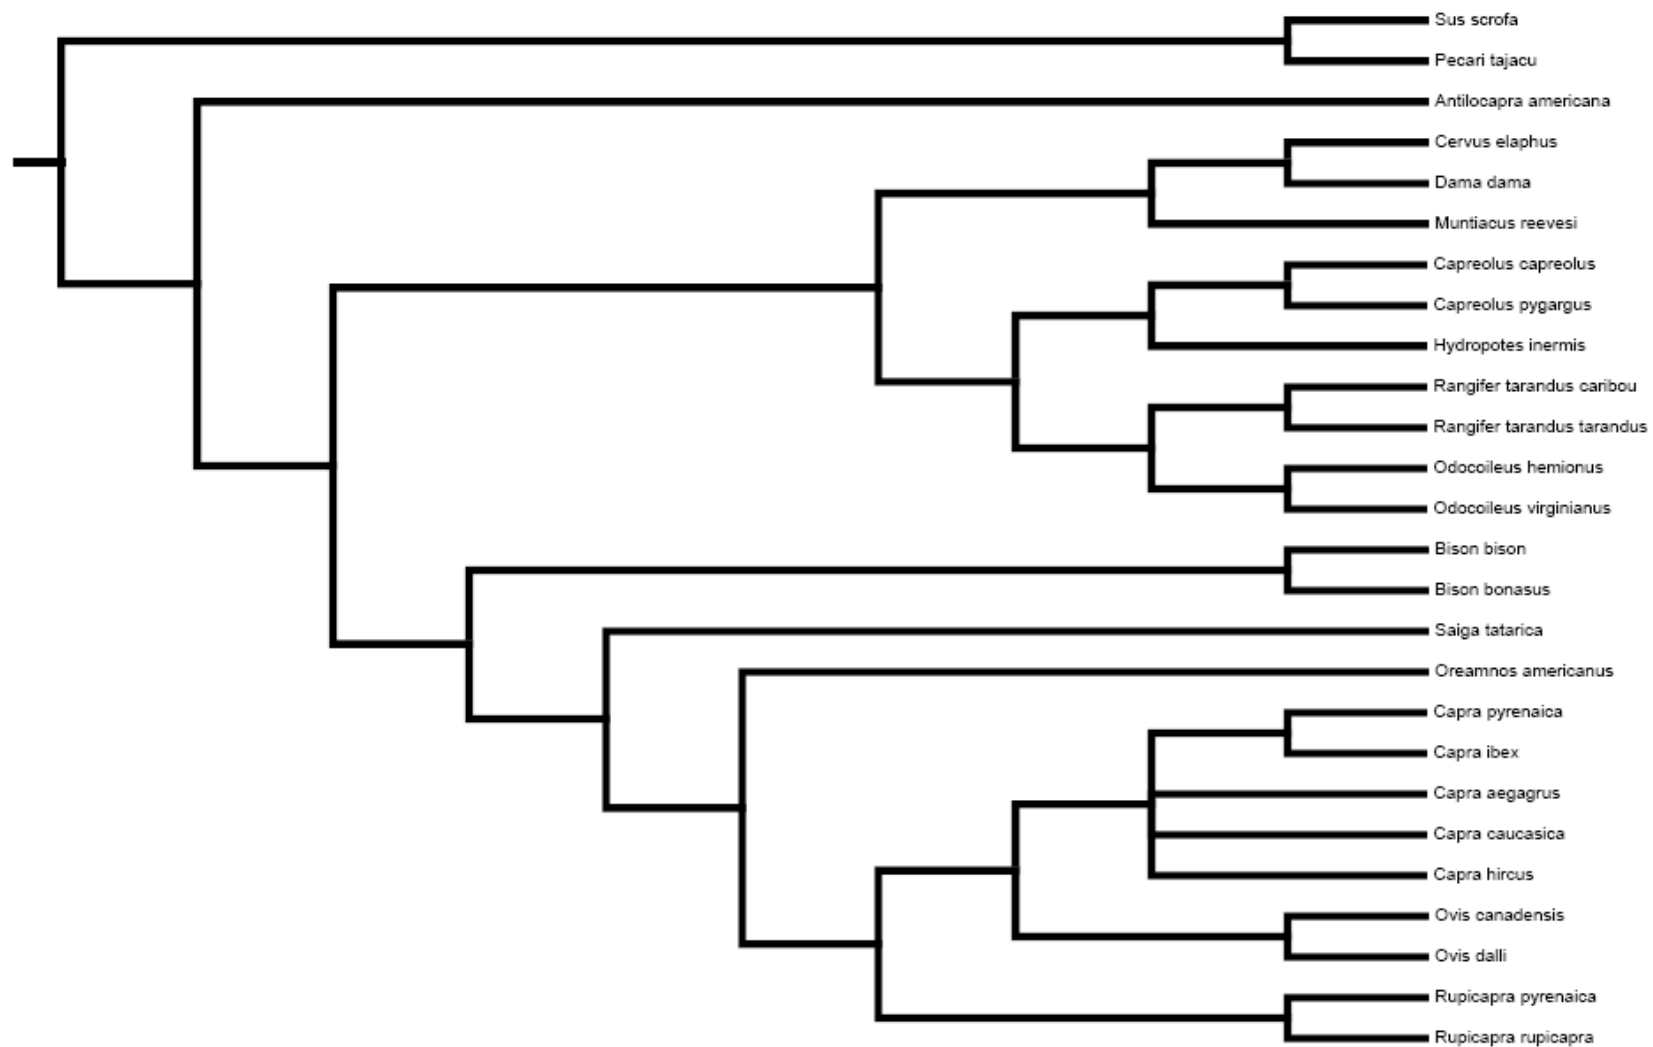 Sus scrofa
Pecari tajacu
Antilocapra americana
Cervus elaphus
Dama dama
Muntiacus reevesi
Capreolus capreolus
Capreolus pygargus
Hydropotes inermis
Rangifer tarandus caribou
Rangifer tarandus tarandus
Odocoileus hemionus
Odocoileus virginianus
Bison bison
Bison bonasus
Saiga tatarica
Oreamnos americanus
Capra pyrenaica
Capra ibex
Capra aegagrus
Capra caucasica
Capra hircus
Ovis canadensis
Ovis dalli
Rupicapra pyrenaica
Rupicapra rupicapra